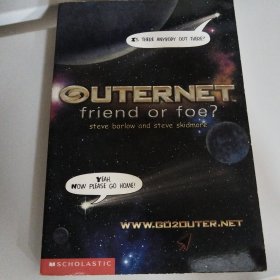 IS THERE ANYBODY OUT THERE?
OUTERNET™
friend or foe?
steve barlow and steve skidmore
YEAH.
NOW PLEASE GO HOME!
WWW.GO2OUTER.NET
SCHOLASTIC